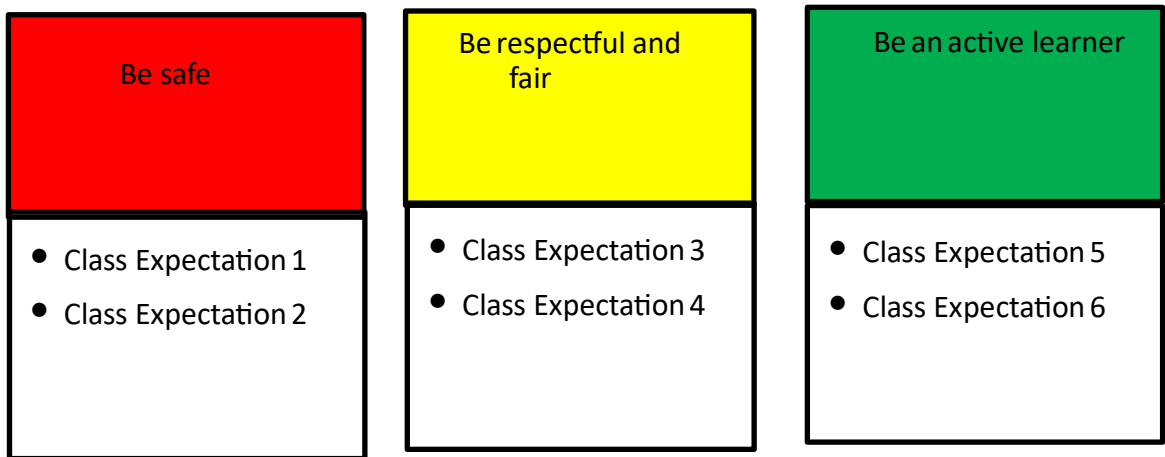 Be safe
• Class Expectation 1
• Class Expectation 2
Be respectful and
fair
• Class Expectation 3
• Class Expectation 4
Be an active learner
• Class Expectation 5
• Class Expectation 6